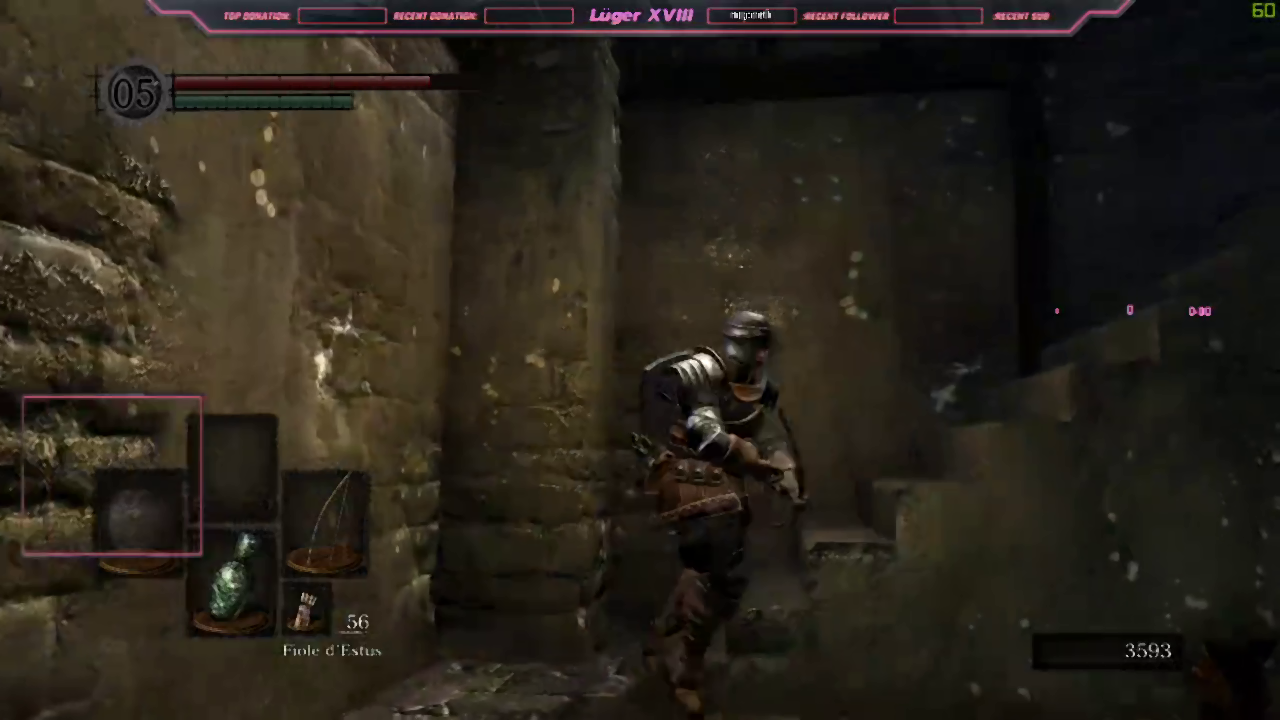 TOP DONATION:
RECENT DONATION:
Lüger XVIII
:RECENT FOLLOWER
:RECENT SUB
60
05
0
0-00
56
Fiole d'Estus
3593